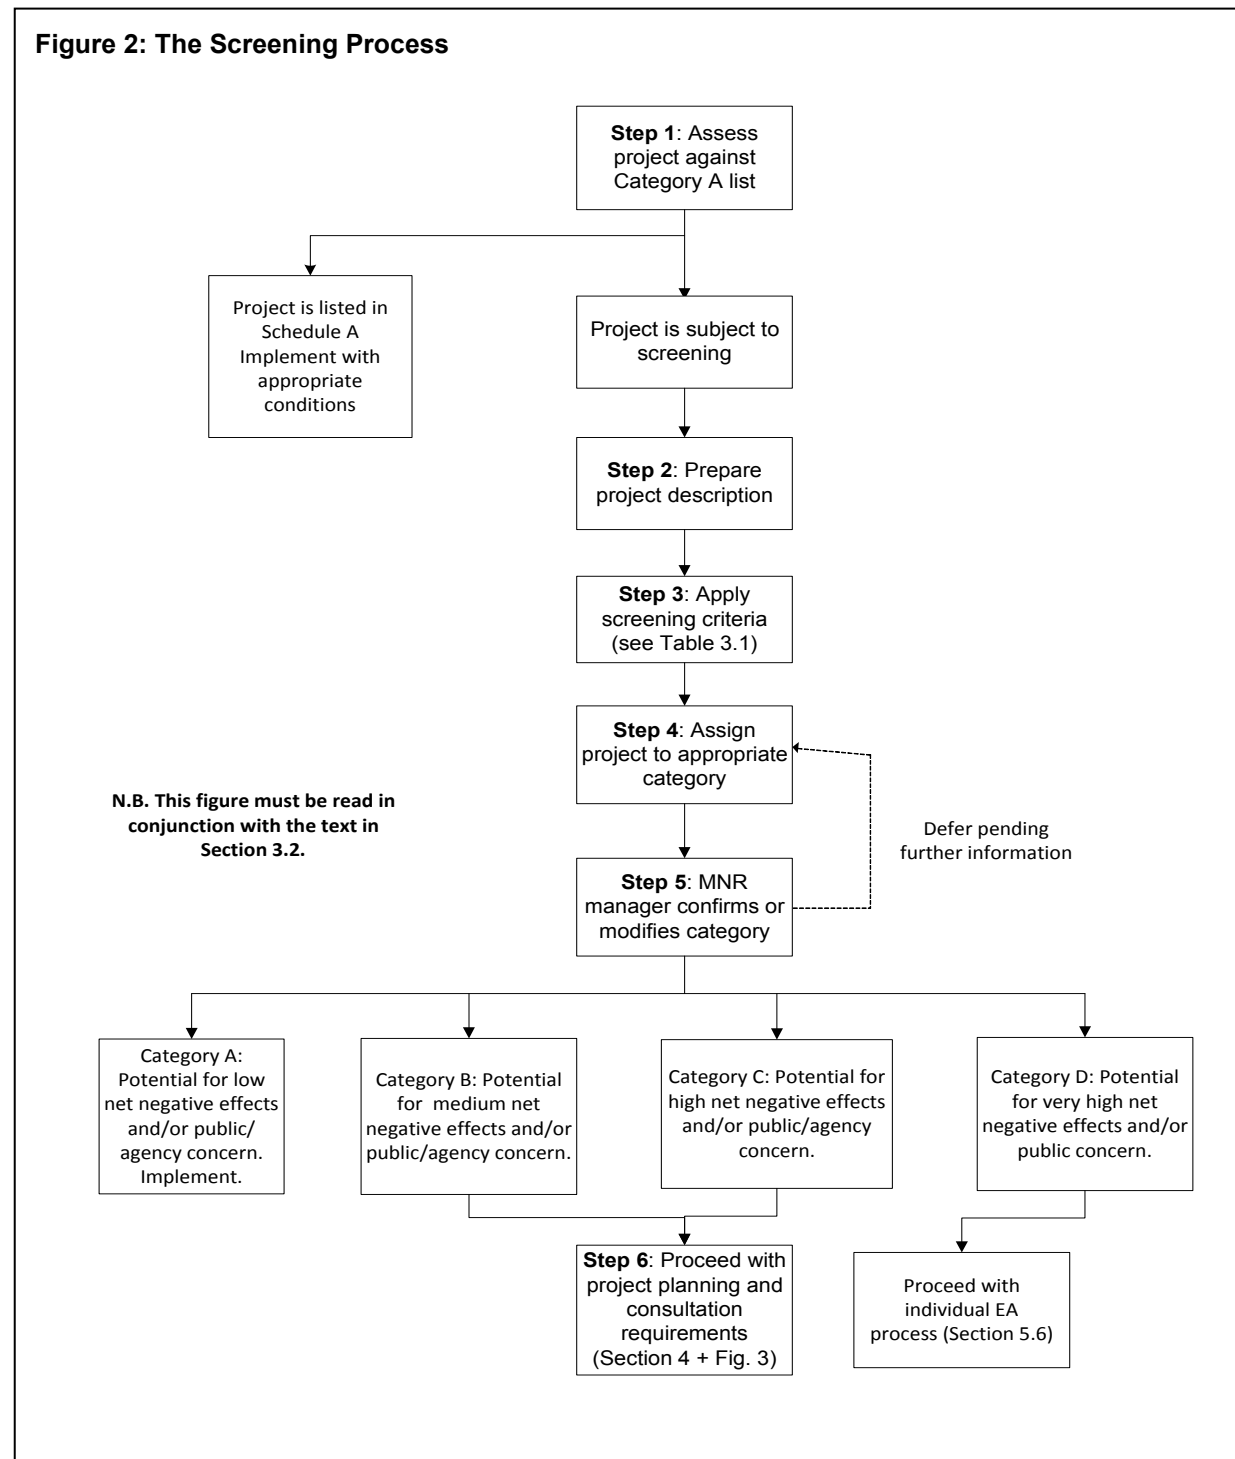 Figure 2: The Screening Process
Step 1: Assess
project against
Category A list
Project is listed in
Schedule A
Implement with
appropriate
conditions
Project is subject to
screening
Step 2: Prepare
project description
Step 3: Apply
screening criteria
(see Table 3.1)
Step 4: Assign
project to appropriate
category
N.B. This figure must be read in
conjunction with the text in
Section 3.2.
Defer pending
further information
Step 5: MNR
manager confirms or
modifies category
Category A:
Potential for low
net negative effects
and/or public/
agency concern.
Implement.
Category B: Potential
for medium net
negative effects and/or
public/agency concern.
Category C: Potential for
high net negative effects
and/or public/agency
concern.
Category D: Potential
for very high net
negative effects and/or
public concern.
Step 6: Proceed with
project planning and
consultation
requirements
(Section 4 + Fig. 3)
Proceed with
individual EA
process (Section 5.6)